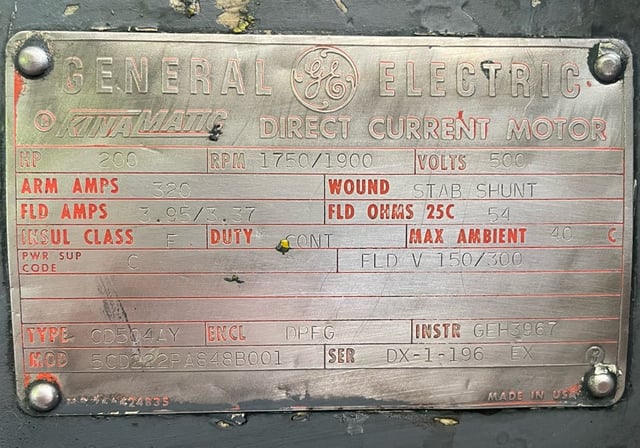 GENERAL GE ELECTRIC
® KINAMATIC DIRECT CURRENT MOTOR
HP 200 RPM 1750/1900 VOLTS 500
ARM AMPS 320 WOUND STAB SHUNT
FLD AMPS 3.95/3.37 FLD OHMS 25C 54
INSUL CLASS F DUTY CONT MAX AMBIENT 40 C
PWR SUP CODE C FLD V 150/300
TYPE CD504AY ENCL DPFG INSTR GEH3967
MOD 5CD222PA848B001 SER DX-1-196 EX
MADE IN USA